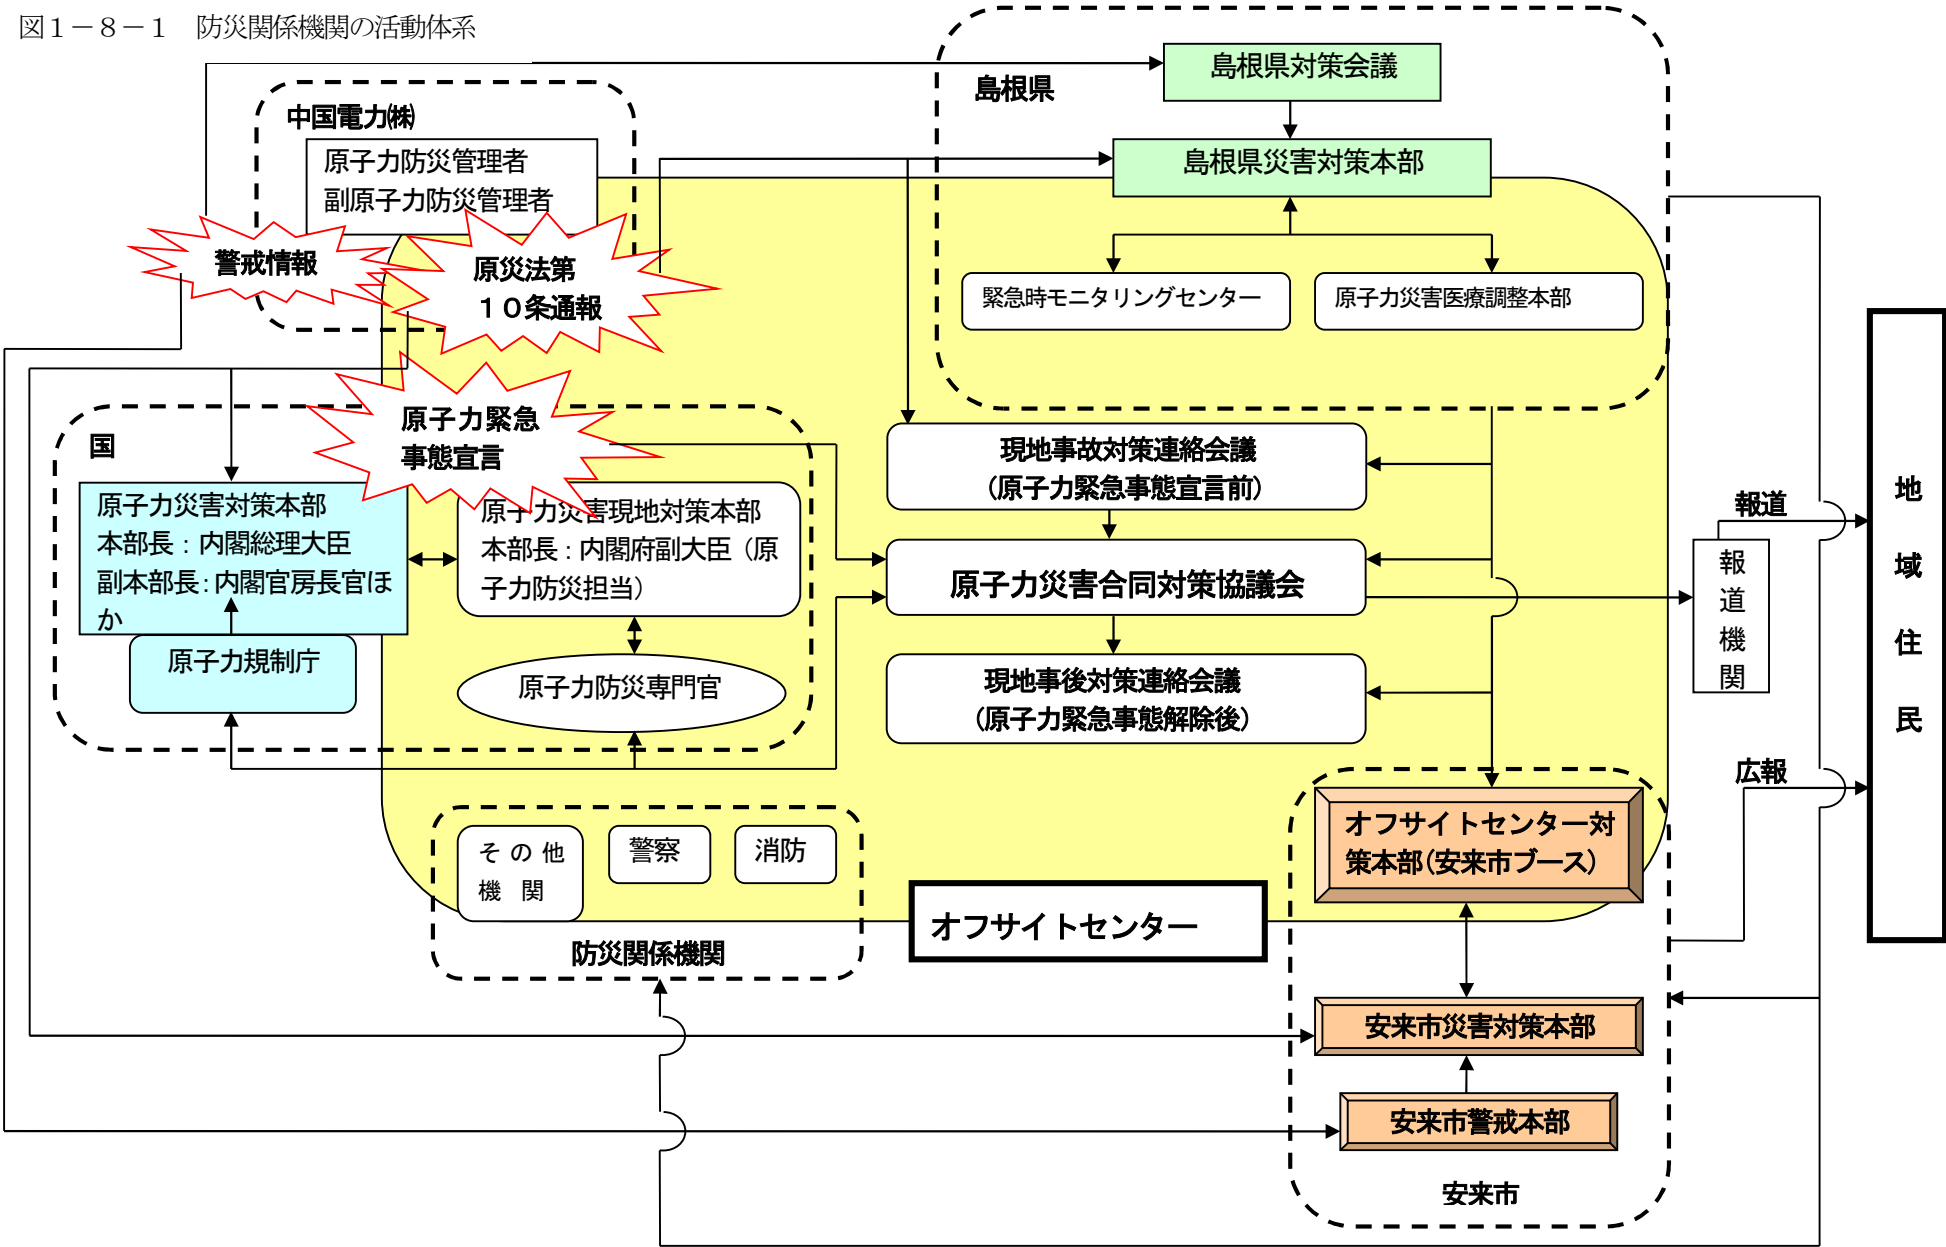 図１－８－１　防災関係機関の活動体系
島根県対策会議
島根県
中国電力㈱
原子力防災管理者
副原子力防災管理者
島根県災害対策本部
警戒情報
原災法第
１０条通報
緊急時モニタリングセンター
原子力災害医療調整本部
原子力緊急
事態宣言
国
原子力災害対策本部
本部長：内閣総理大臣
副本部長：内閣官房長官ほ
か
原子力規制庁
原子力災害現地対策本部
本部長：内閣府副大臣（原
子力防災担当）
原子力防災専門官
現地事故対策連絡会議
（原子力緊急事態宣言前）
原子力災害合同対策協議会
現地事後対策連絡会議
（原子力緊急事態解除後）
報道
報道機関
地域住民
広報
その他
機関
警察
消防
防災関係機関
オフサイトセンター
オフサイトセンター対
策本部（安来市ブース）
安来市災害対策本部
安来市警戒本部
安来市